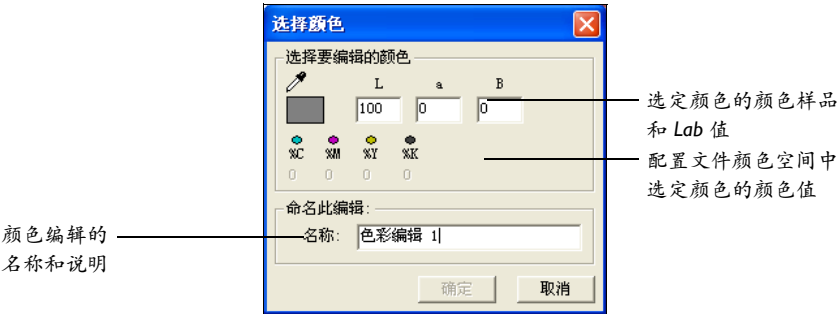 选择颜色
选择要编辑的颜色
L a B
100 0 0
%C %M %Y %K
0 0 0 0
命名此编辑:
名称: 色彩编辑 1
确定 取消
选定颜色的颜色样品
和 Lab 值
配置文件颜色空间中
选定颜色的颜色值
颜色编辑的
名称和说明